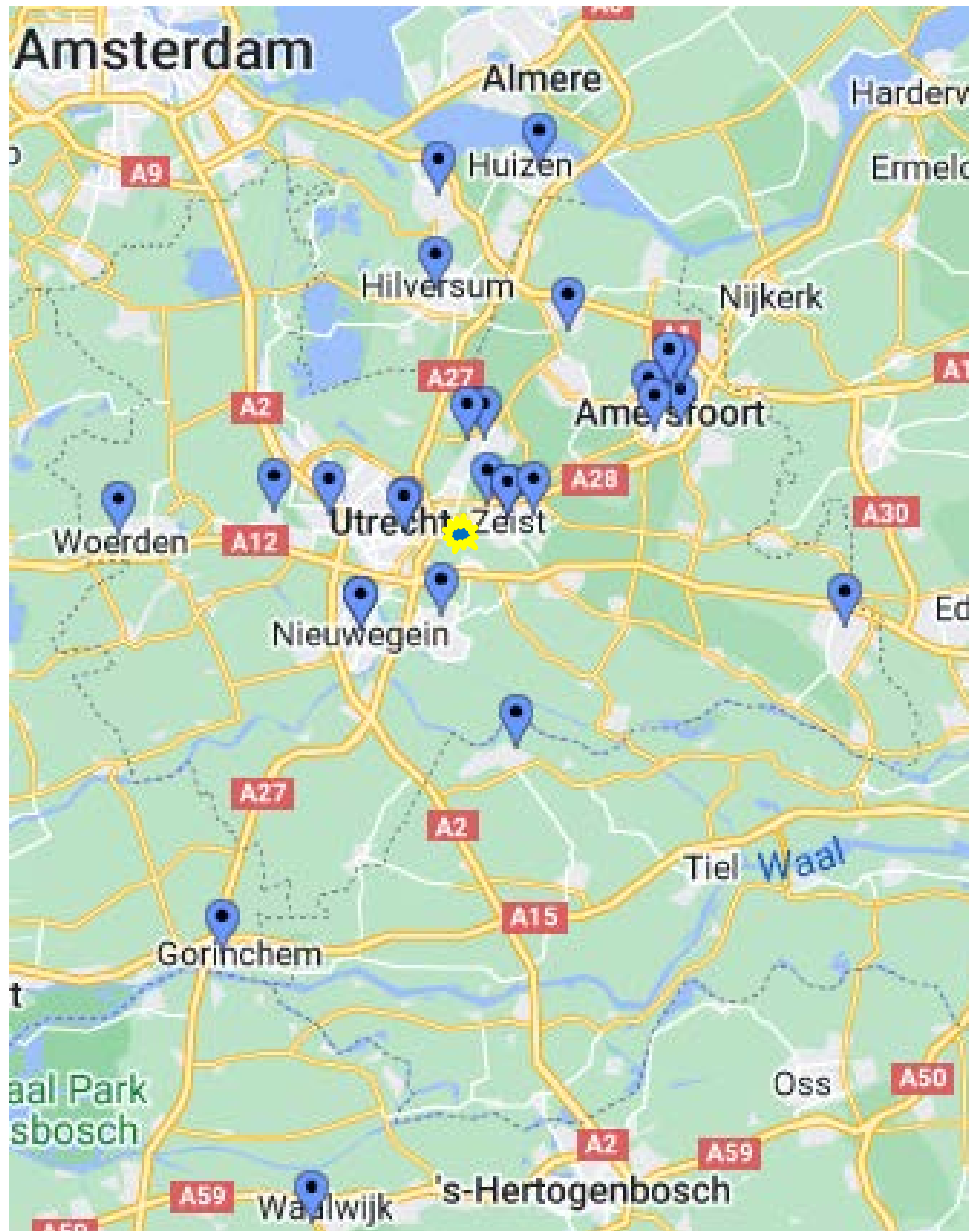 Amsterdam
Almere
Harderw
A9
Huizen
Ermelo
Hilversum
Nijkerk
A1
A27
A1
A2
Amersfoort
A28
Utrecht
Zeist
A30
Woerden
A12
Nieuwegein
Ed
A27
A2
Tiel
Waal
A15
Gorinchem
t
aal Park
sbosch
Oss
A50
A2
A59
A59
Waalwijk
's-Hertogenbosch